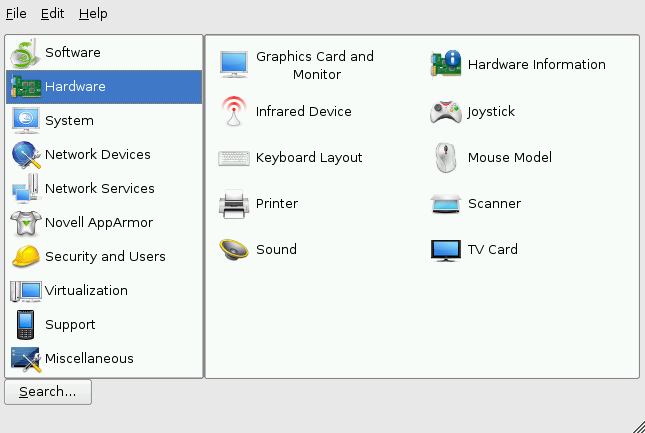 File Edit Help
Software
Hardware
System
Network Devices
Network Services
Novell AppArmor
Security and Users
Virtualization
Support
Miscellaneous
Search...
Graphics Card and
Monitor
Hardware Information
Infrared Device
Joystick
Keyboard Layout
Mouse Model
Printer
Scanner
Sound
TV Card